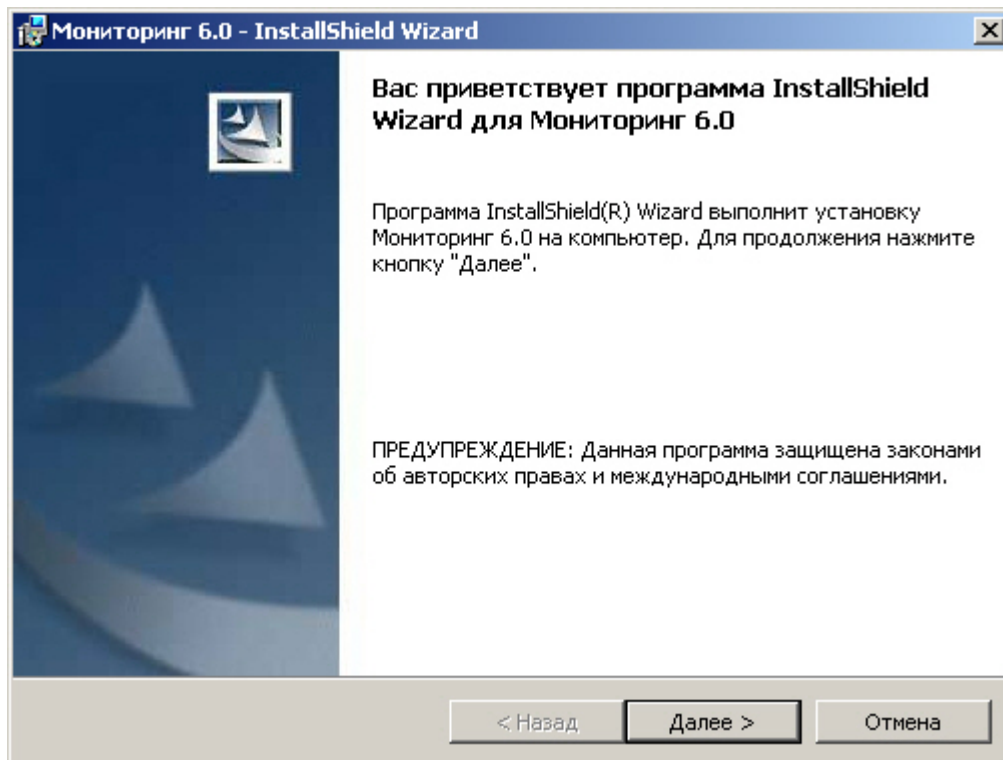 Мониторинг 6.0 - InstallShield Wizard
Вас приветствует программа InstallShield
Wizard для Мониторинг 6.0
Программа InstallShield(R) Wizard выполнит установку
Мониторинг 6.0 на компьютер. Для продолжения нажмите
кнопку "Далее".
ПРЕДУПРЕЖДЕНИЕ: Данная программа защищена законами
об авторских правах и международными соглашениями.
< Назад
Далее >
Отмена